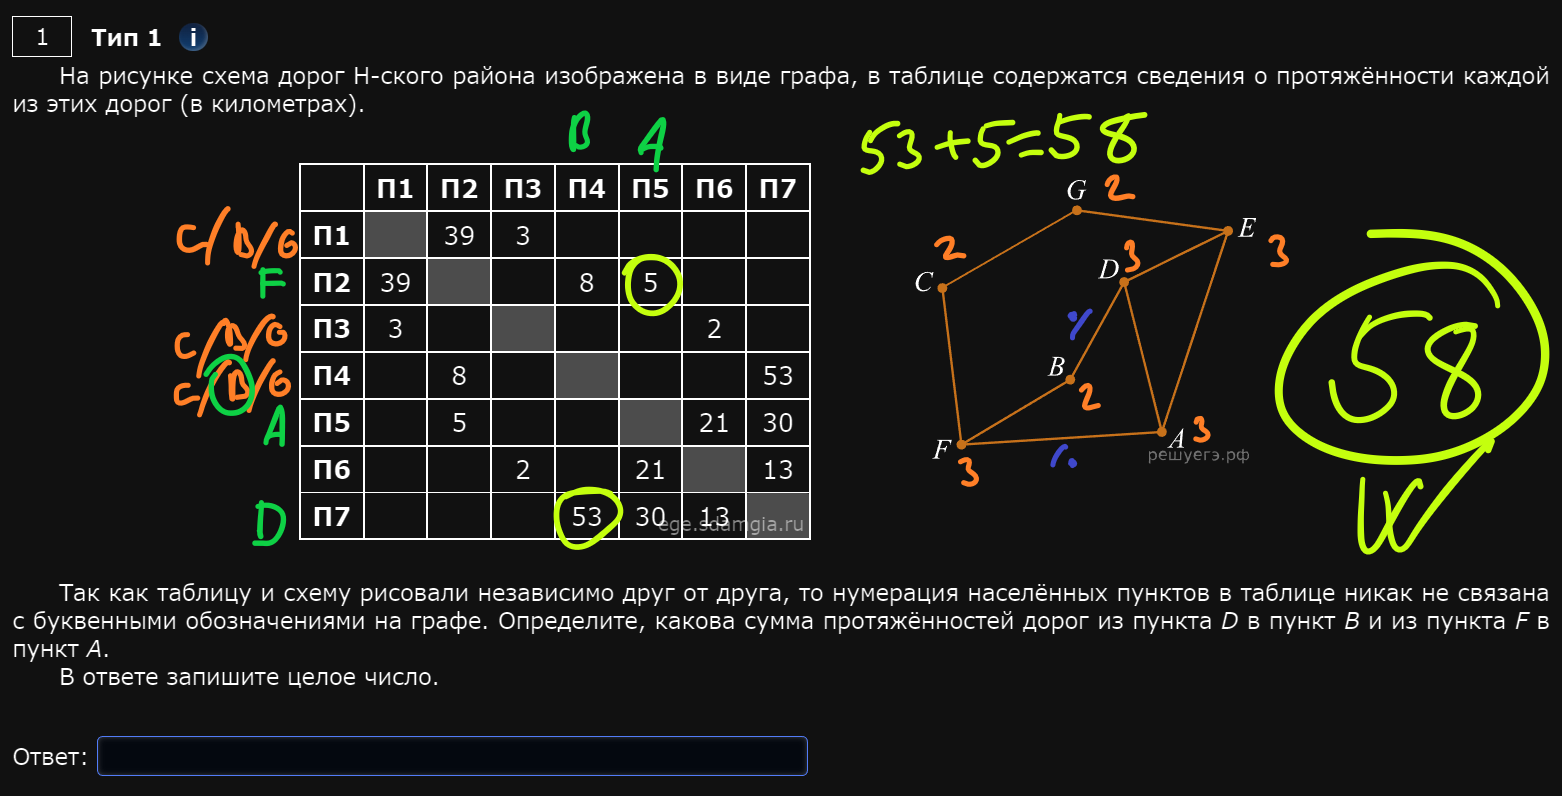 1 Тип 1 i
На рисунке схема дорог Н-ского района изображена в виде графа, в таблице содержатся сведения о протяжённости каждой
из этих дорог (в километрах).
B A
53+5=58
П1 П2 П3 П4 П5 П6 П7
C/B/G П1 39 3
F П2 39 8 5
C/B/G П3 3 2
C/B/G П4 8 53
A П5 5 21 30
П6 2 21 13
D П7 53 30 13
ege.sdamgia.ru
G 2
E 3
D 3
C 2
B 2
A 3
F 3
решуегэ.рф
58
Так как таблицу и схему рисовали независимо друг от друга, то нумерация населённых пунктов в таблице никак не связана
с буквенными обозначениями на графе. Определите, какова сумма протяжённостей дорог из пункта D в пункт B и из пункта F в
пункт A.
В ответе запишите целое число.
Ответ: